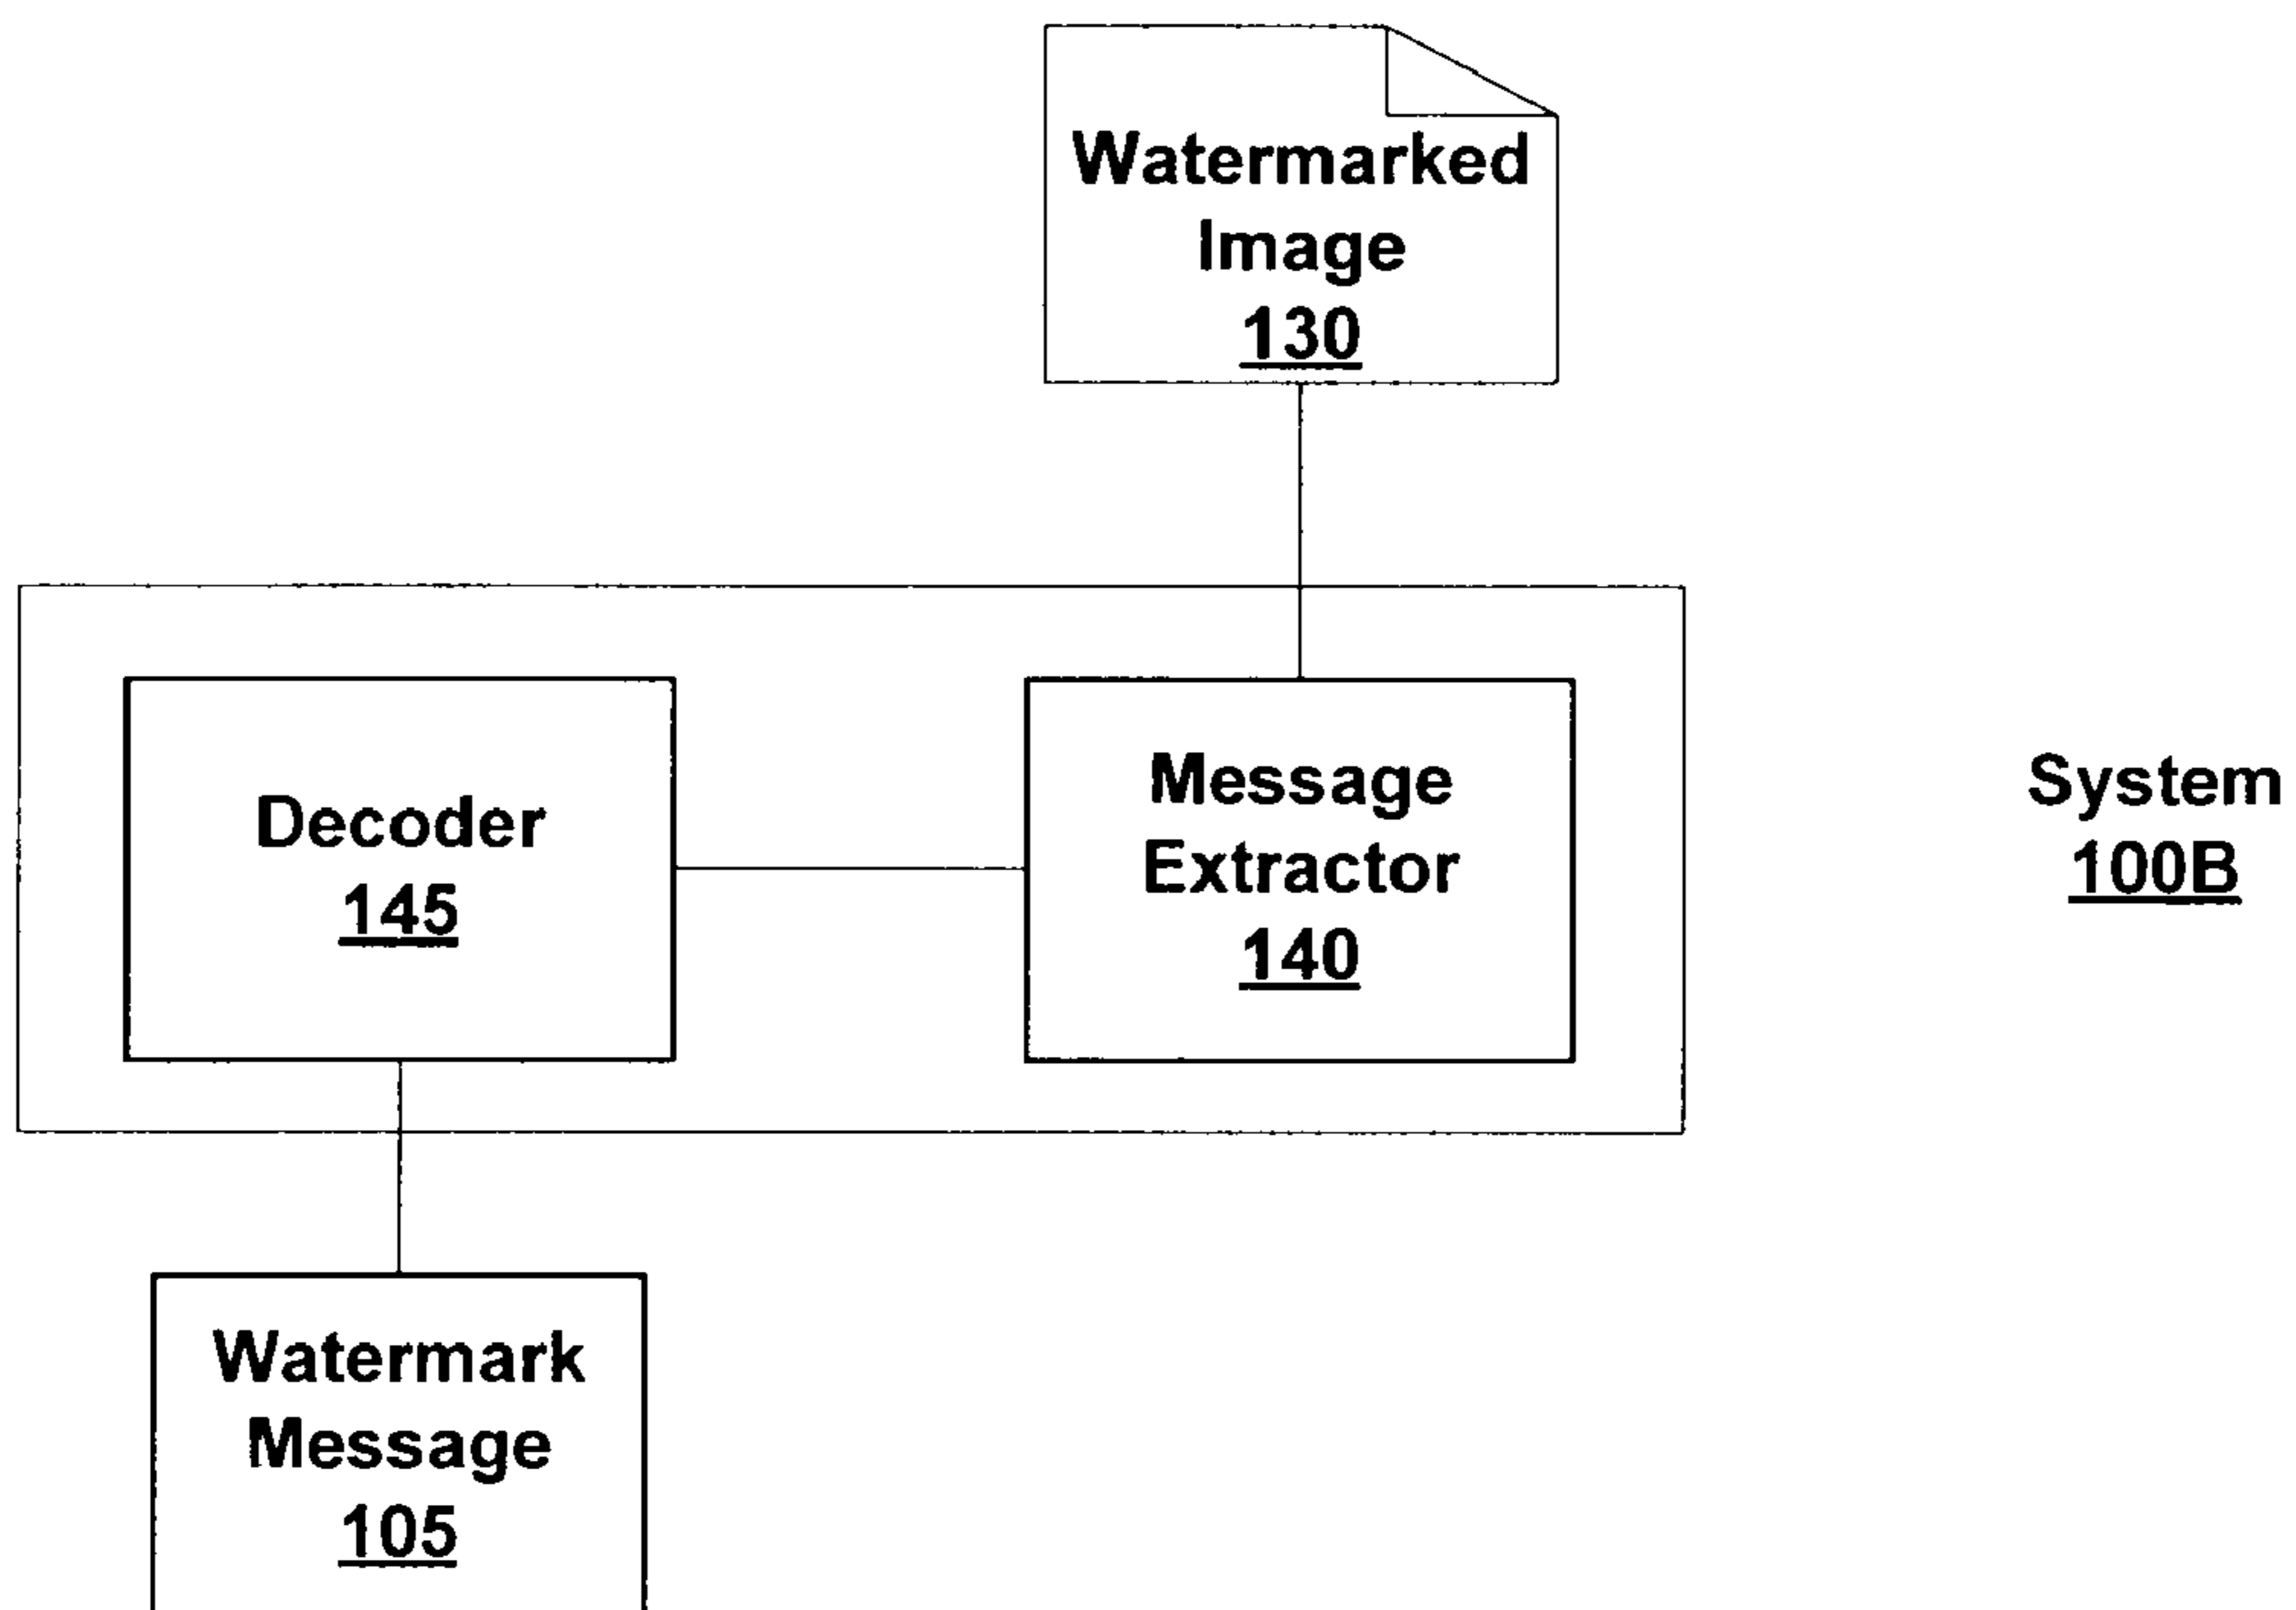 Watermarked
Image
130
Decoder
145
Message
Extractor
140
System
100B
Watermark
Message
105